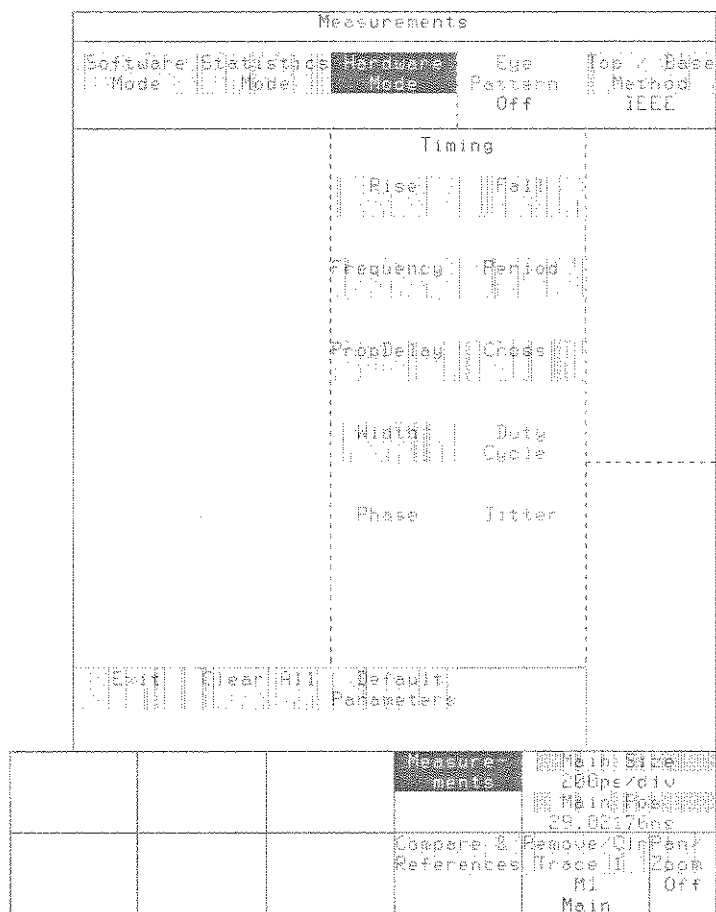 Measurements
Software Statistics Hardware Eye Top / Base
Mode Mode Mode Pattern Method
Off IEEE
Timing
Rise Fall
Frequency Period
PropDelay Cross
Width Duty
Cycle
Phase Jitter
Exit Clear All Default
Parameters
Measure- Main Size
ments 200ps/div
Main Pos
29.02176ns
Compare & Remove/Clr Pan/
References Trace 1 Zoom
M1 Off
Main